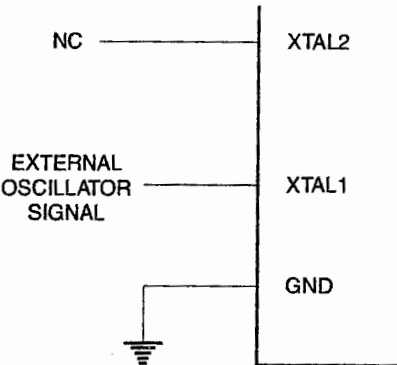 NC
XTAL2
EXTERNAL
OSCILLATOR
SIGNAL
XTAL1
GND